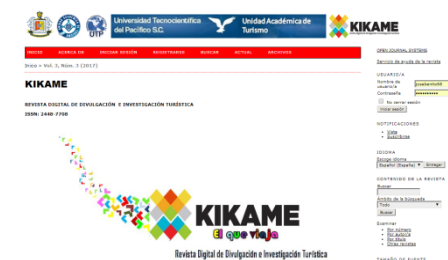 UTP
Universidad Tecnocientífica
del Pacífico S.C.
Unidad Académica de
Turismo
KIKAME
INICIO ACERCA DE INICIAR SESIÓN REGISTRARSE BUSCAR ACTUAL ARCHIVOS
Inicio > Vol. 3, Núm. 3 (2017)
KIKAME
REVISTA DIGITAL DE DIVULGACIÓN E INVESTIGACIÓN TURÍSTICA
ISSN: 2448-7768
KIKAME
El que viaja
Revista Digital de Divulgación e Investigación Turística
OPEN JOURNAL SYSTEMS
Servicio de ayuda de la revista
USUARIO/A
Nombre de
usuario/a
Contraseña
No cerrar sesión
Iniciar sesión
NOTIFICACIONES
Vista
Suscribirse
IDIOMA
Escoge idioma
Español (España)
Entregar
CONTENIDO DE LA REVISTA
Buscar
Ámbito de la búsqueda
Todo
Buscar
Examinar
Por número
Por autor/a
Por título
Otras revistas
TAMAÑO DE FUENTE